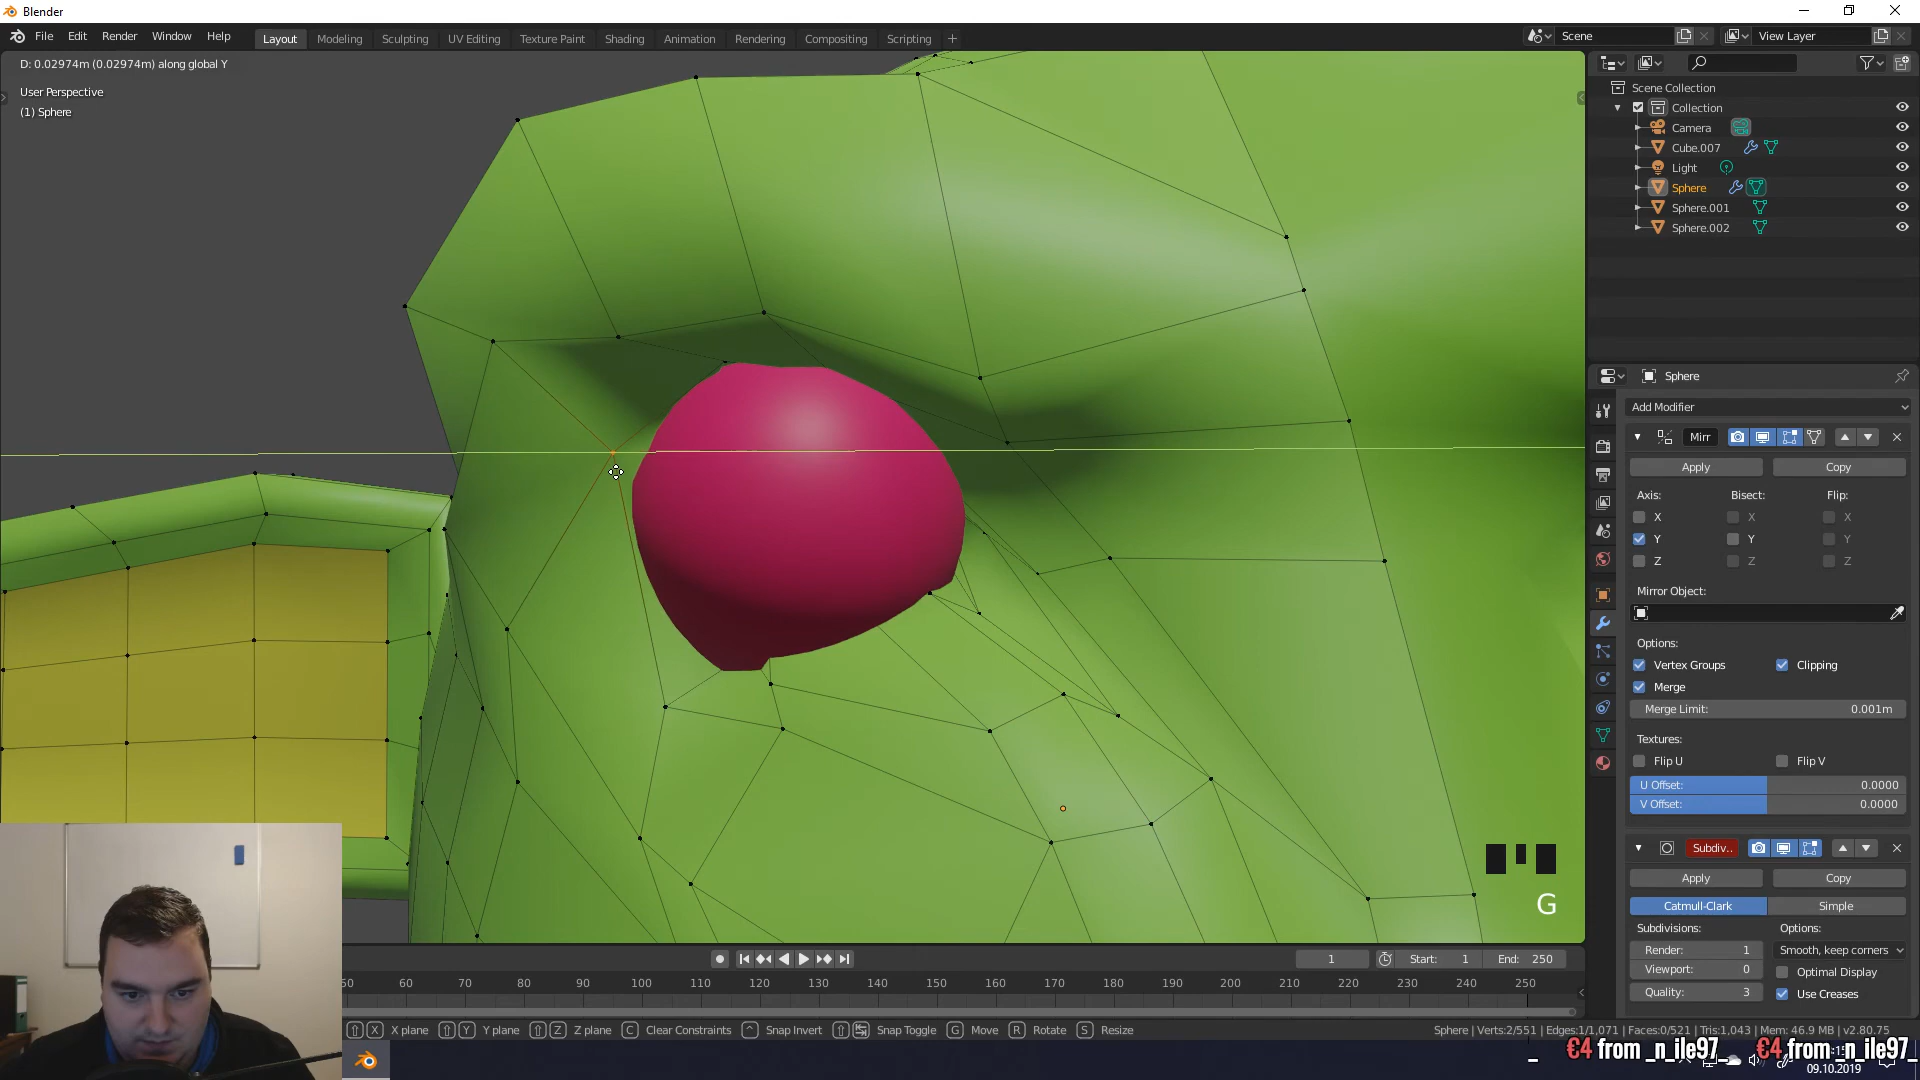 Blender
File Edit Render Window Help
Layout Modeling Sculpting UV Editing Texture Paint Shading Animation Rendering Compositing Scripting +
Scene
View Layer
D: 0.02974m (0.02974m) along global Y
User Perspective
(1) Sphere
Scene Collection
Collection
Camera
Cube.007
Light
Sphere
Sphere.001
Sphere.002
Sphere
Add Modifier
Mirr
Apply Copy
Axis: Bisect: Flip:
X X X
Y Y Y
Z Z Z
Mirror Object:
Options:
Vertex Groups Clipping
Merge
Merge Limit: 0.001m
Textures:
Flip U Flip V
U Offset: 0.0000
V Offset: 0.0000
Subdiv..
Apply Copy
Catmull-Clark Simple
Subdivisions: Options:
Render: 1 Smooth, keep corners
Viewport: 0 Optimal Display
Quality: 3 Use Creases
G
1 Start: 1 End: 250
50 60 70 80 90 100 110 120 130 140 150 160 170 180 190 200 210 220 230 240 250
X X plane Y Y plane Z Z plane C Clear Constraints ^ Snap Invert Snap Toggle G Move R Rotate S Resize
Sphere | Verts:2/551 | Edges:1/1,071 | Faces:0/521 | Tris:1,043 | Mem: 46.9 MB | v2.80.75
_ €4 from _n_ile97_ €4 from _n_ile97_
09.10.2019